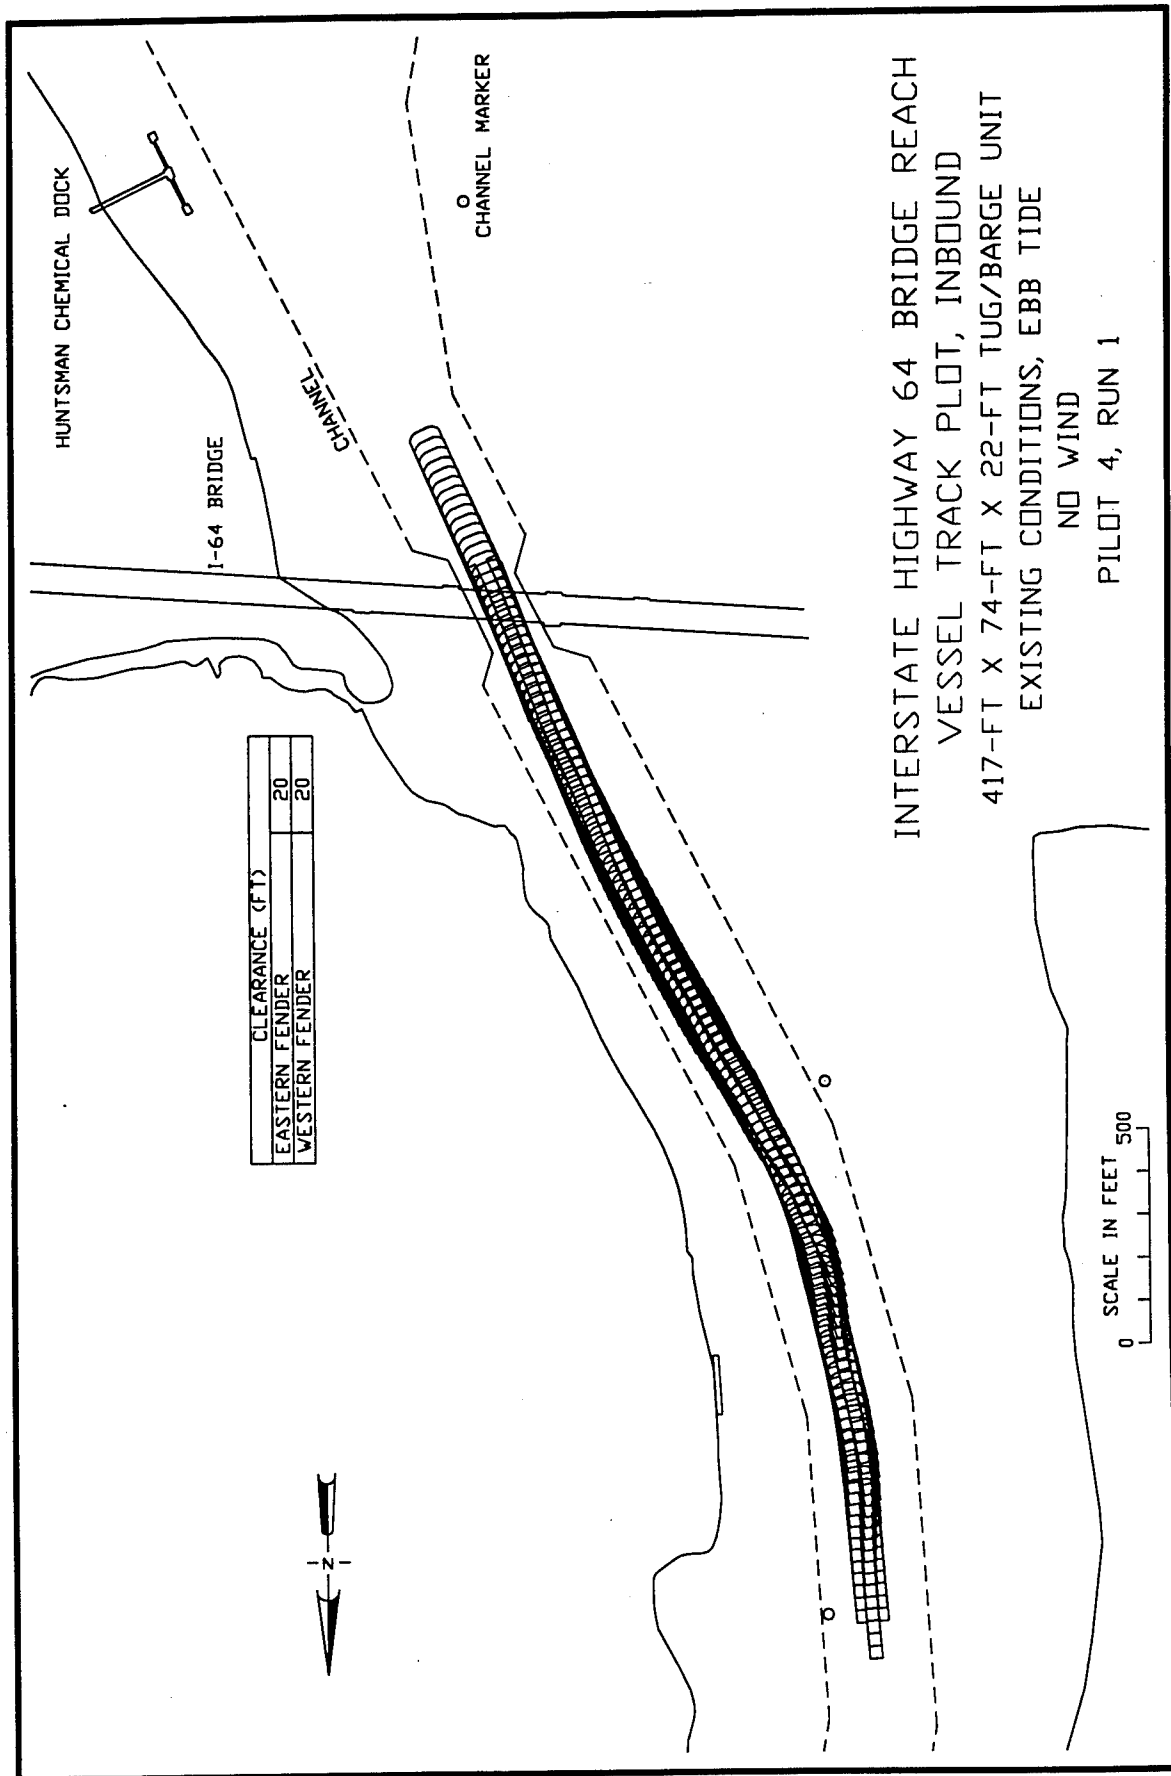 HUNTSMAN CHEMICAL DOCK
I-64 BRIDGE
CHANNEL
CHANNEL MARKER
CLEARANCE (FT)
EASTERN FENDER 20
WESTERN FENDER 20
N
INTERSTATE HIGHWAY 64 BRIDGE REACH
VESSEL TRACK PLOT, INBOUND
417-FT X 74-FT X 22-FT TUG/BARGE UNIT
EXISTING CONDITIONS, EBB TIDE
NO WIND
PILOT 4, RUN 1
SCALE IN FEET
0 500